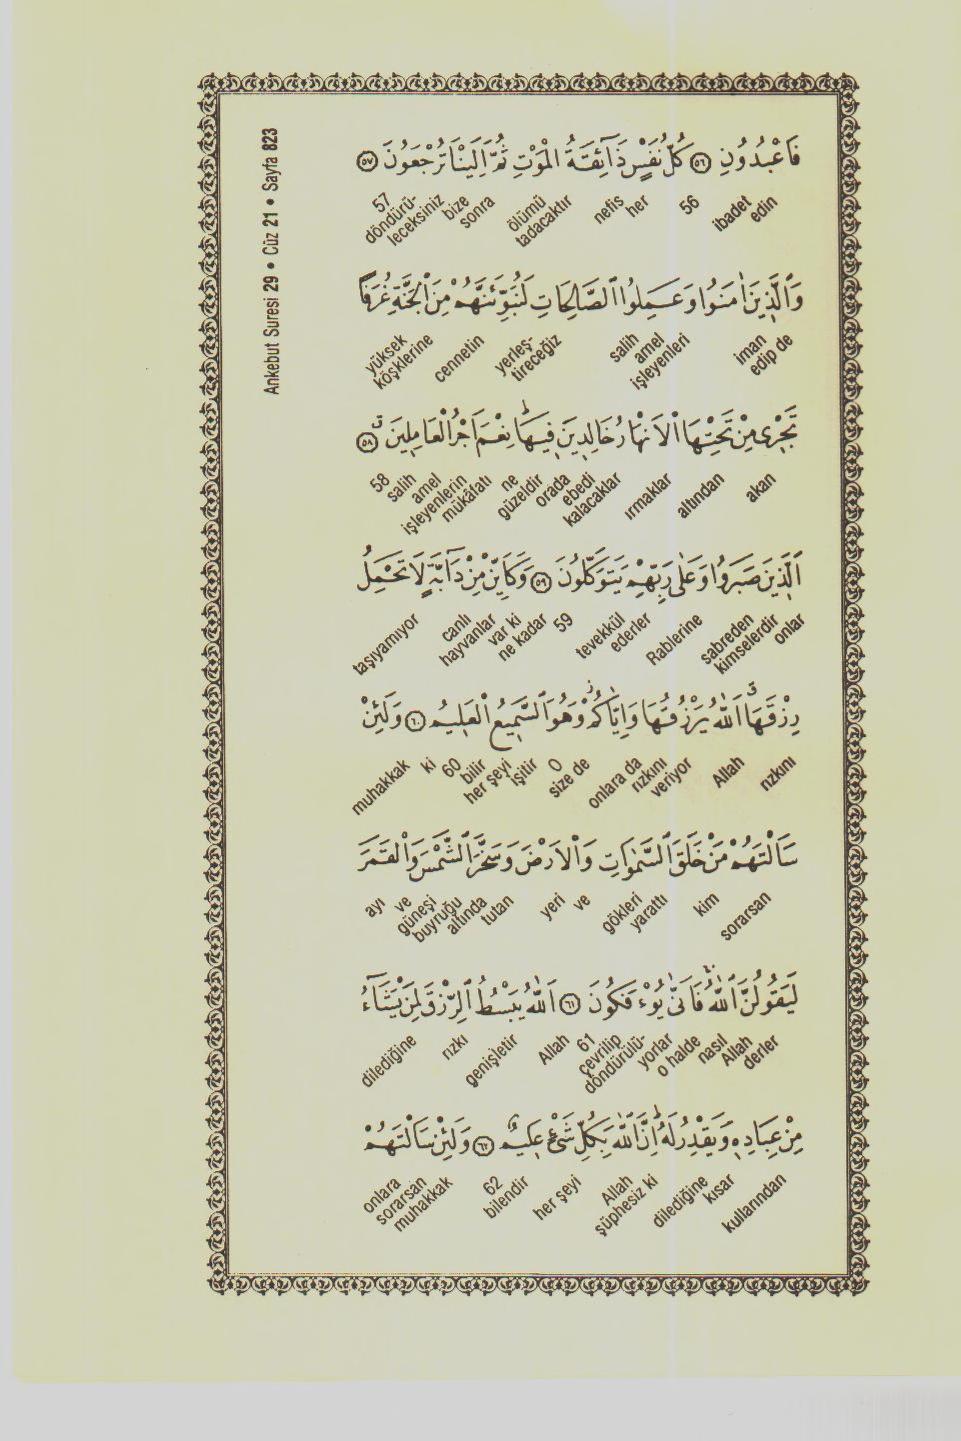 Ankebut Suresi 29 • Cüz 21 • Sayfa 823
فَاعْبُدُونِ ﴿٥٦﴾ كُلُّ نَفْسٍ ذَٓائِقَةُ الْمَوْتِ ثُمَّ اِلَيْنَا تُرْجَعُونَ ﴿٥٧﴾
ibadet edin 56 her nefis ölümü tadacaktır sonra bize döndürü-leceksiniz 57
وَالَّذ۪ينَ اٰمَنُوا وَعَمِلُوا الصَّالِحَاتِ لَنُبَوِّئَنَّهُمْ مِنَ الْجَنَّةِ غُرَفًا
iman edip de salih amel işleyenleri yerleş-tireceğiz cennetin yüksek köşklerine
تَجْر۪ي مِنْ تَحْتِهَا الْاَنْهَارُ خَالِد۪ينَ ف۪يهَاۜ نِعْمَ اَجْرُ الْعَامِل۪ينَۗ ﴿٥٨﴾
akan altından ırmaklar ebedi kalacaklar orada ne güzeldir salih amel işleyenlerin mükâfatı 58
اَلَّذ۪ينَ صَبَرُوا وَعَلٰى رَبِّهِمْ يَتَوَكَّلُونَ ﴿٥٩﴾ وَكَاَيِّنْ مِنْ دَٓابَّةٍ لَا تَحْمِلُ
onlar sabreden kimselerdir Rablerine tevekkül ederler 59 ne kadar var ki canlı hayvanlar taşıyamıyor
رِزْقَهَاۗ اَللّٰهُ يَرْزُقُهَا وَاِيَّاكُمْۘ وَهُوَ السَّم۪يعُ الْعَل۪يمُ ﴿٦٠﴾ وَلَئِنْ
rızkını Allah rızkını veriyor onlara da size de O İşitir her şeyi bilir 60 ki muhakkak
سَاَلْتَهُمْ مَنْ خَلَقَ السَّمٰوَاتِ وَالْاَرْضَ وَسَخَّرَ الشَّمْسَ وَالْقَمَرَ
sorarsan kim gökleri yarattı ve yeri buyruğu altında tutan güneşi ve ayı
لَيَقُولُنَّ اللّٰهُۚ فَاَنّٰى يُؤْفَكُونَ ﴿٦١﴾ اَللّٰهُ يَبْسُطُ الرِّزْقَ لِمَنْ يَشَٓاءُ
derler Allah nasıl o halde çevrilip döndürülü-yorlar 61 Allah genişletir rızkı dilediğine
مِنْ عِبَادِه۪ وَيَقْدِرُ لَهُۜ اِنَّ اللّٰهَ بِكُلِّ شَيْءٍ عَل۪يمٌ ﴿٦٢﴾ وَلَئِنْ سَاَلْتَهُمْ
kullarından kısar dilediğine şüphesiz ki Allah her şeyi bilendir 62 muhakkak sorarsan onlara